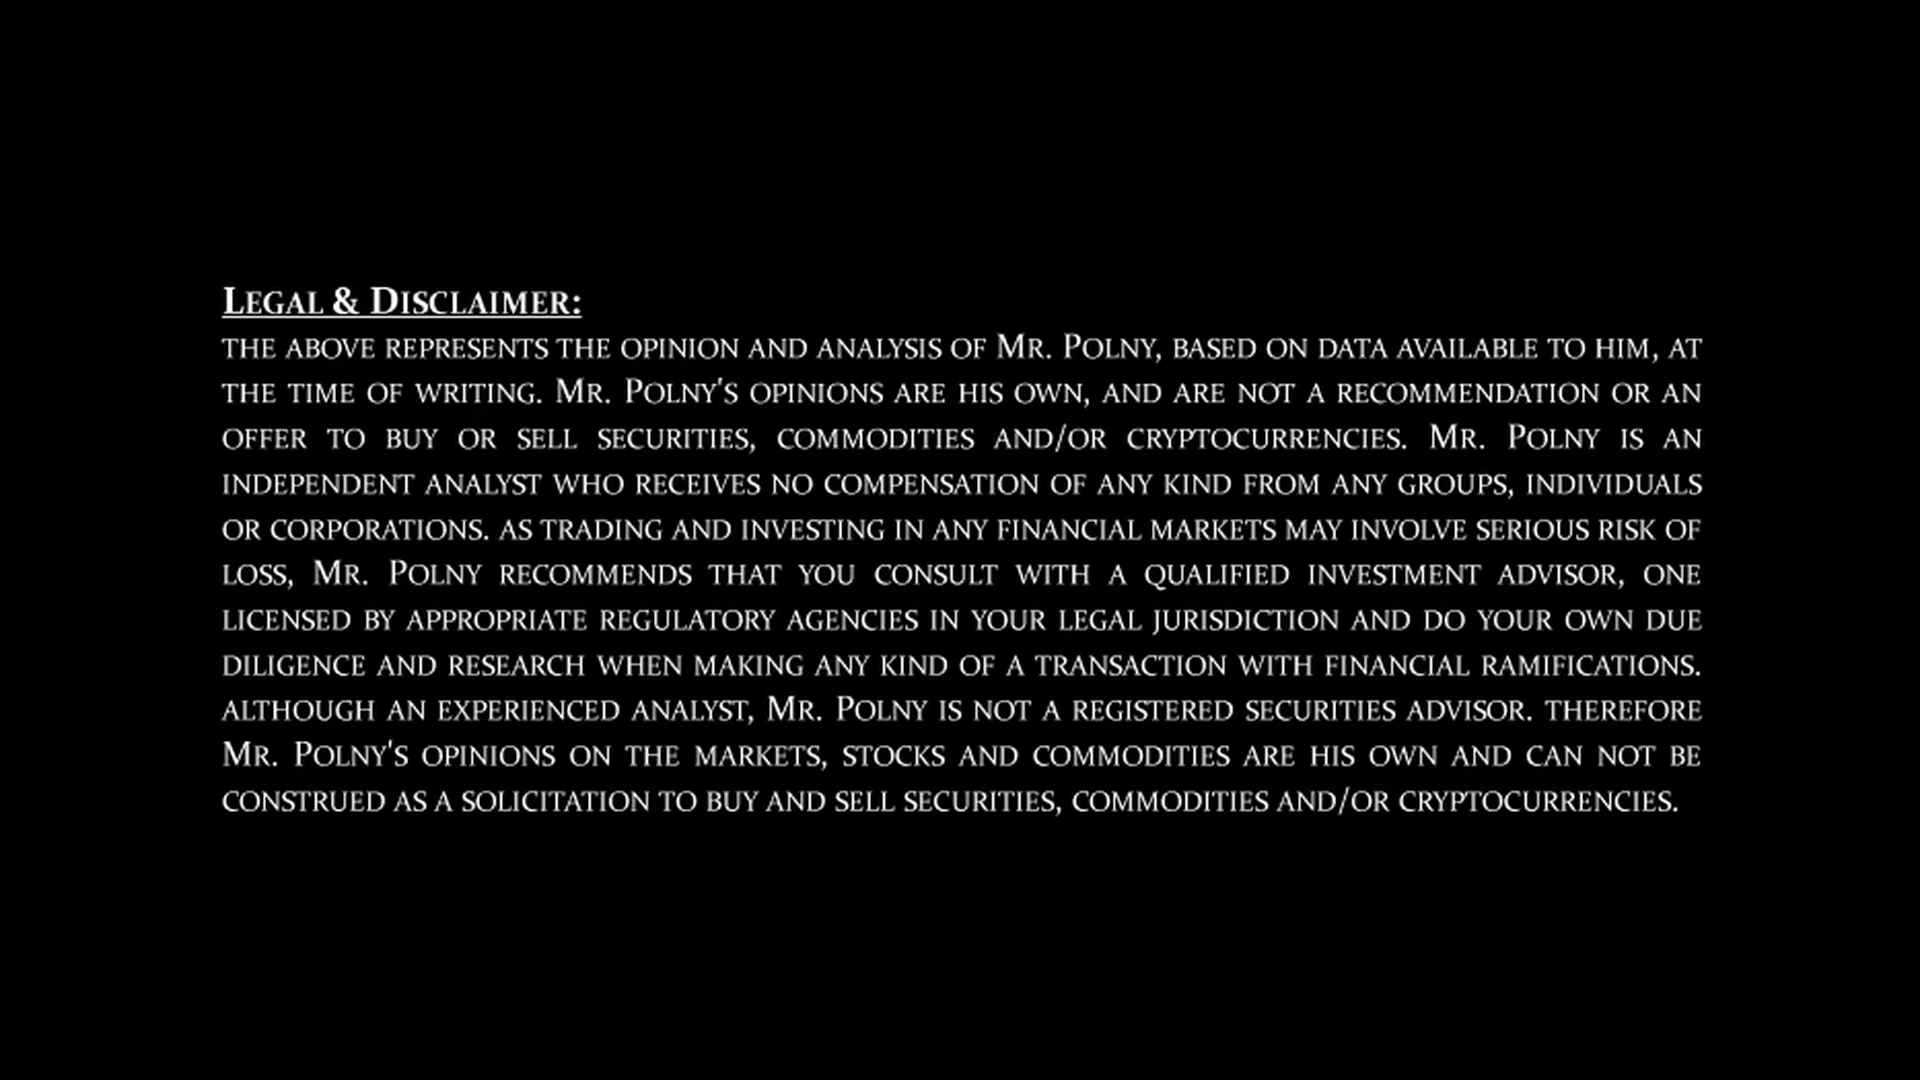 LEGAL & DISCLAIMER:
THE ABOVE REPRESENTS THE OPINION AND ANALYSIS OF MR. POLNY, BASED ON DATA AVAILABLE TO HIM, AT
THE TIME OF WRITING. MR. POLNY'S OPINIONS ARE HIS OWN, AND ARE NOT A RECOMMENDATION OR AN
OFFER TO BUY OR SELL SECURITIES, COMMODITIES AND/OR CRYPTOCURRENCIES. MR. POLNY IS AN
INDEPENDENT ANALYST WHO RECEIVES NO COMPENSATION OF ANY KIND FROM ANY GROUPS, INDIVIDUALS
OR CORPORATIONS. AS TRADING AND INVESTING IN ANY FINANCIAL MARKETS MAY INVOLVE SERIOUS RISK OF
LOSS, MR. POLNY RECOMMENDS THAT YOU CONSULT WITH A QUALIFIED INVESTMENT ADVISOR, ONE
LICENSED BY APPROPRIATE REGULATORY AGENCIES IN YOUR LEGAL JURISDICTION AND DO YOUR OWN DUE
DILIGENCE AND RESEARCH WHEN MAKING ANY KIND OF A TRANSACTION WITH FINANCIAL RAMIFICATIONS.
ALTHOUGH AN EXPERIENCED ANALYST, MR. POLNY IS NOT A REGISTERED SECURITIES ADVISOR. THEREFORE
MR. POLNY'S OPINIONS ON THE MARKETS, STOCKS AND COMMODITIES ARE HIS OWN AND CAN NOT BE
CONSTRUED AS A SOLICITATION TO BUY AND SELL SECURITIES, COMMODITIES AND/OR CRYPTOCURRENCIES.